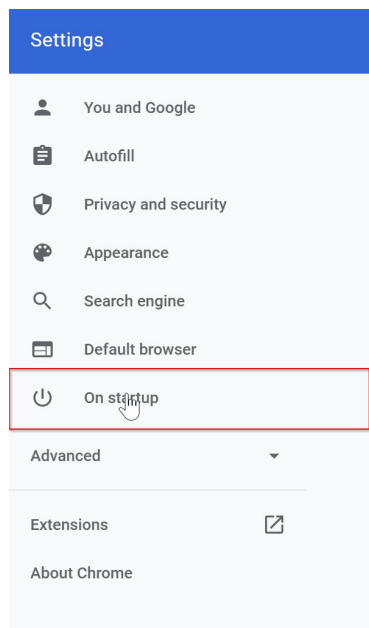 Settings
You and Google
Autofill
Privacy and security
Appearance
Search engine
Default browser
On startup
Advanced
Extensions
About Chrome